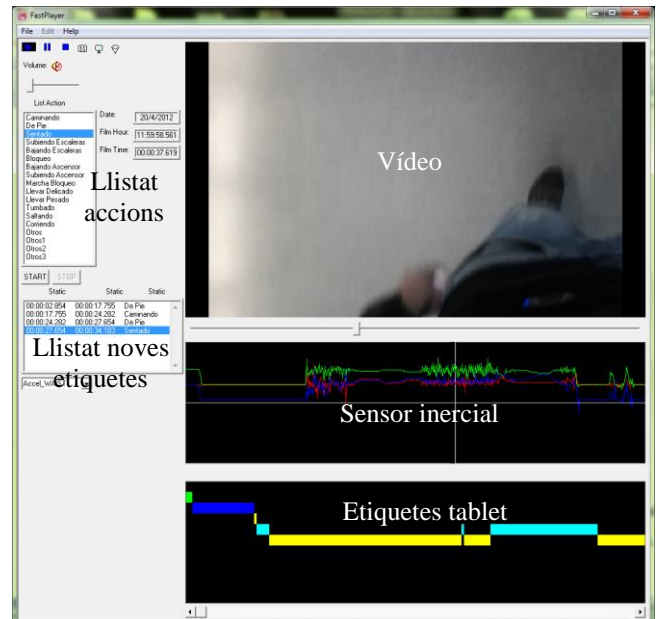 FastPlayer
File Edit Help
Volume:
List Action
Caminando
De Pie
Sentado
Subiendo Escaleras
Bajando Escaleras
Bloqueo
Bajando Ascensor
Subiendo Ascensor
Marcha Bloqueo
Llevar Delicado
Llevar Pesado
Tumbado
Saltando
Corriendo
Otros
Otros1
Otros2
Otros3
Date: 20/4/2012
Film Hour: 11:59:58.561
Film Time: 00:00:37.619
Llistat
accions
Vídeo
START STOP
Static Static Static
00:00:02.854 00:00:17.755 De Pie
00:00:17.755 00:00:24.282 Caminando
00:00:24.282 00:00:27.654 De Pie
00:00:27.654 00:00:34.183 Sentado
Llistat noves
etiquetes
Sensor inercial
Etiquetes tablet